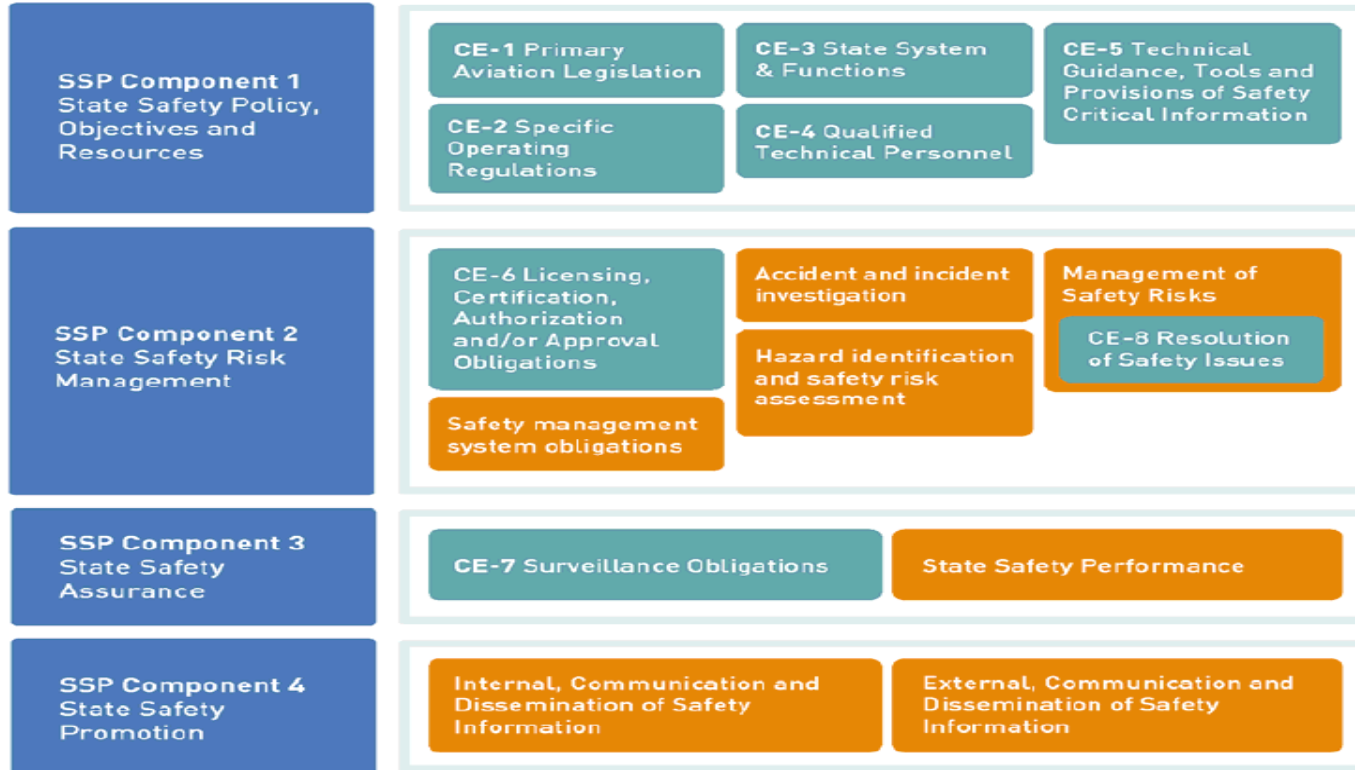 SSP Component 1
State Safety Policy,
Objectives and
Resources
CE-1 Primary
Aviation Legislation
CE-2 Specific
Operating
Regulations
CE-3 State System
& Functions
CE-4 Qualified
Technical Personnel
CE-5 Technical
Guidance, Tools and
Provisions of Safety
Critical Information
SSP Component 2
State Safety Risk
Management
CE-6 Licensing,
Certification,
Authorization
and/or Approval
Obligations
Safety management
system obligations
Accident and incident
investigation
Hazard identification
and safety risk
assessment
Management of
Safety Risks
CE-8 Resolution
of Safety Issues
SSP Component 3
State Safety
Assurance
CE-7 Surveillance Obligations
State Safety Performance
SSP Component 4
State Safety
Promotion
Internal, Communication and
Dissemination of Safety
Information
External, Communication and
Dissemination of Safety
Information